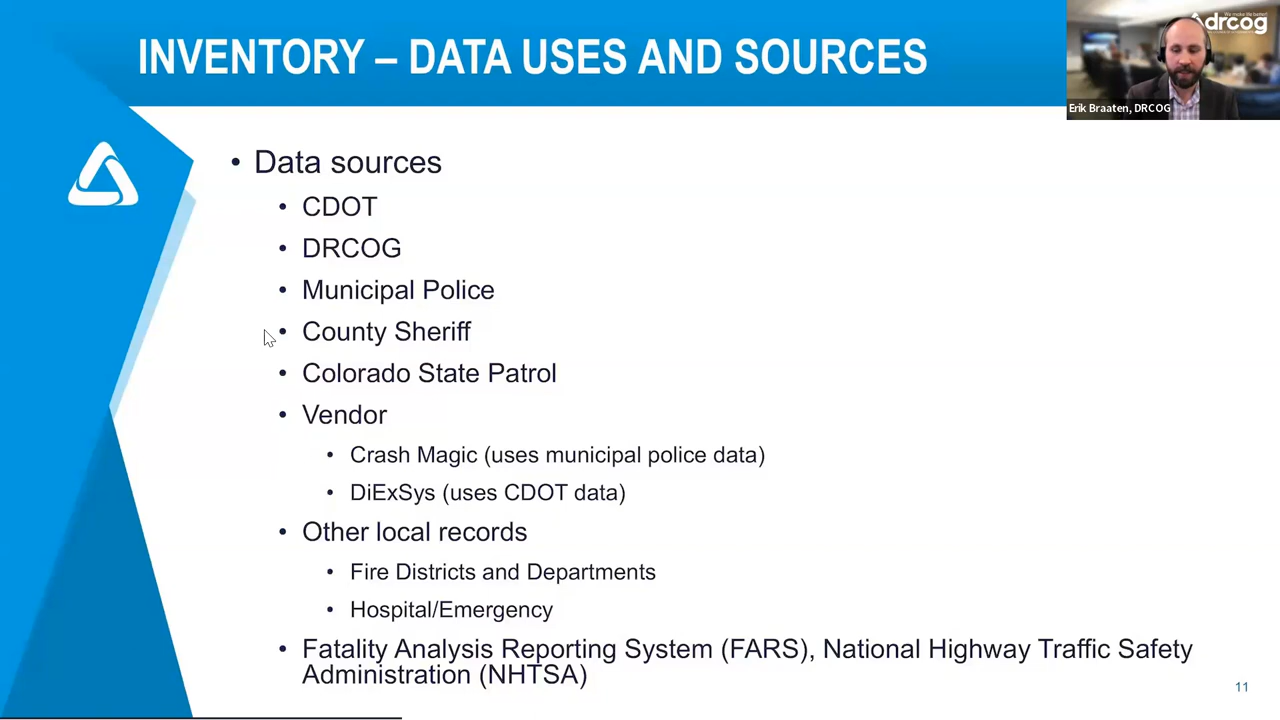 INVENTORY – DATA USES AND SOURCES
drcog
Erik Braaten, DRCOG
• Data sources
• CDOT
• DRCOG
• Municipal Police
• County Sheriff
• Colorado State Patrol
• Vendor
• Crash Magic (uses municipal police data)
• DiExSys (uses CDOT data)
• Other local records
• Fire Districts and Departments
• Hospital/Emergency
• Fatality Analysis Reporting System (FARS), National Highway Traffic Safety
Administration (NHTSA)
11